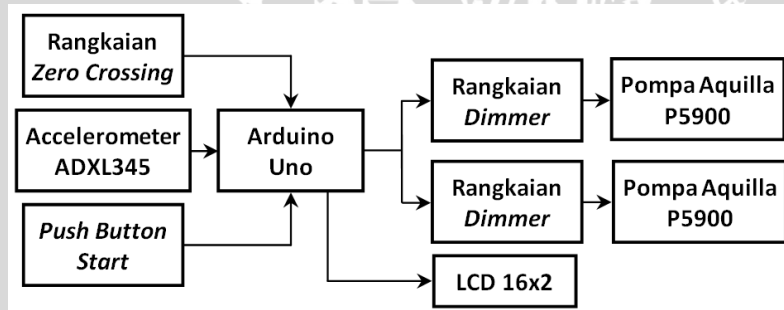 Rangkaian
Zero Crossing
Accelerometer
ADXL345
Push Button
Start
Arduino
Uno
Rangkaian
Dimmer
Pompa Aquilla
P5900
Rangkaian
Dimmer
Pompa Aquilla
P5900
LCD 16x2